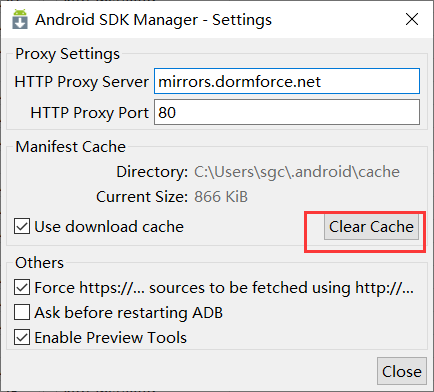 Android SDK Manager - Settings
Proxy Settings
HTTP Proxy Server mirrors.dormforce.net
HTTP Proxy Port 80
Manifest Cache
Directory: C:\Users\sgc\.android\cache
Current Size: 866 KiB
Use download cache Clear Cache
Others
Force https://... sources to be fetched using http://...
Ask before restarting ADB
Enable Preview Tools
Close